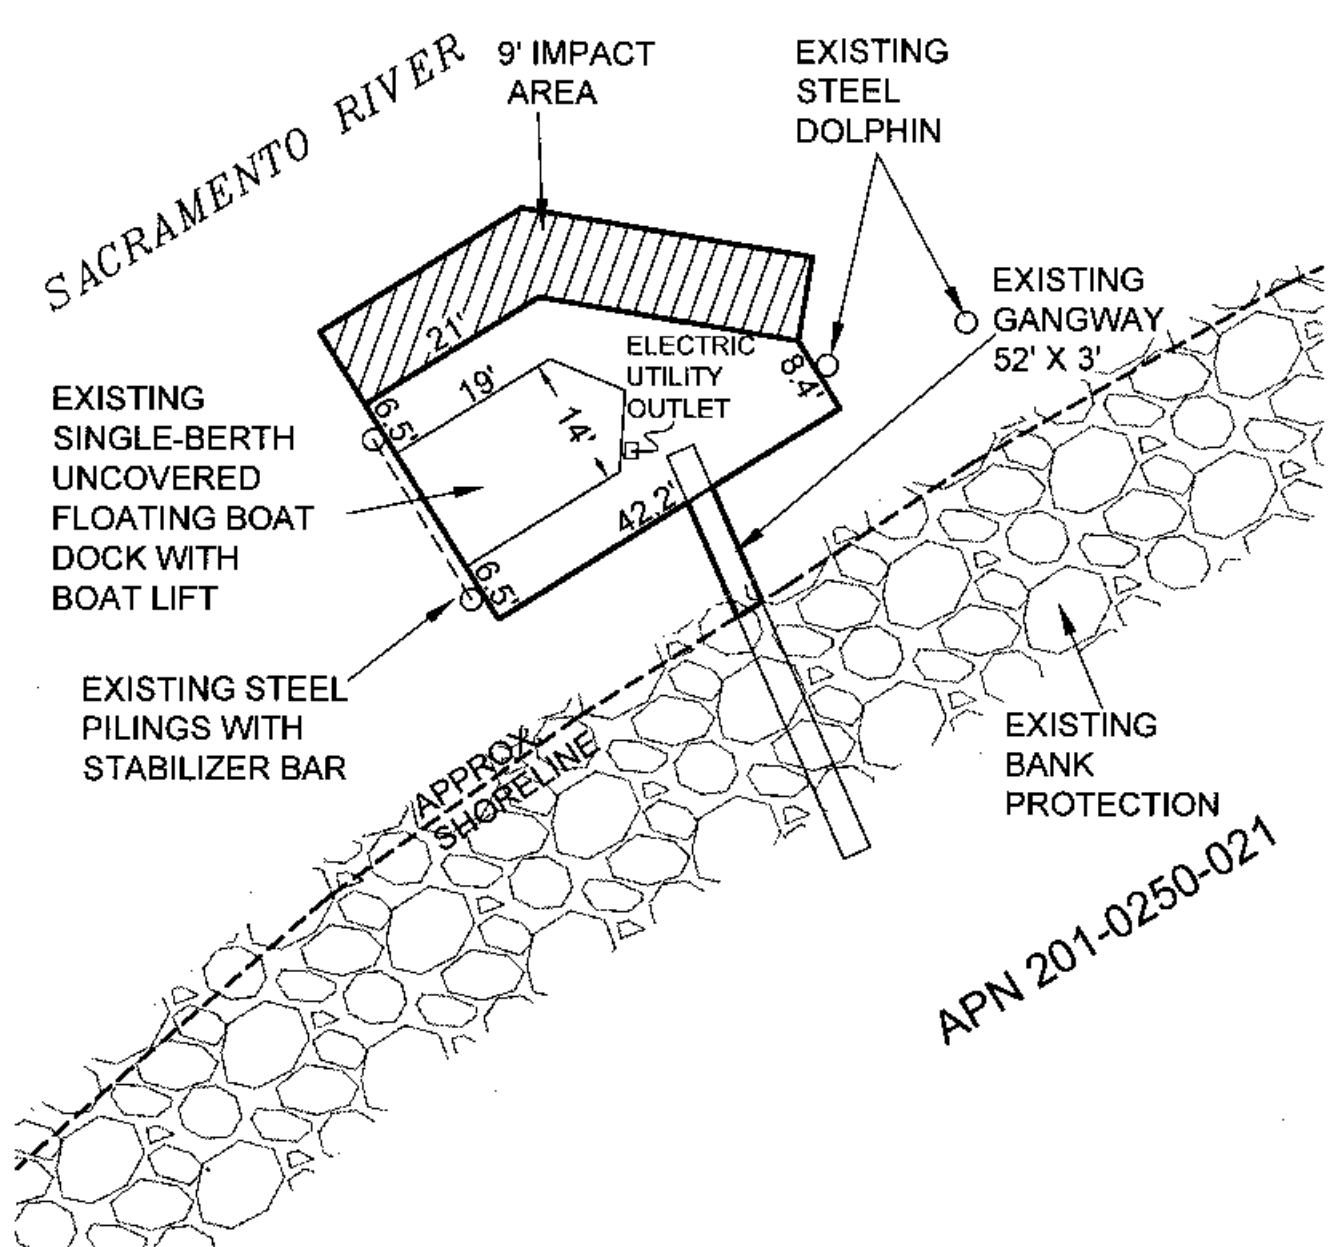 SACRAMENTO RIVER
9' IMPACT
AREA
EXISTING
STEEL
DOLPHIN
EXISTING
GANGWAY
52' X 3'
21'
19'
ELECTRIC
UTILITY
OUTLET
8.4'
6.5'
14'
EXISTING
SINGLE-BERTH
UNCOVERED
FLOATING BOAT
DOCK WITH
BOAT LIFT
42.2'
6.5'
EXISTING STEEL
PILINGS WITH
STABILIZER BAR
APPROX.
SHORELINE
EXISTING
BANK
PROTECTION
APN 201-0250-021